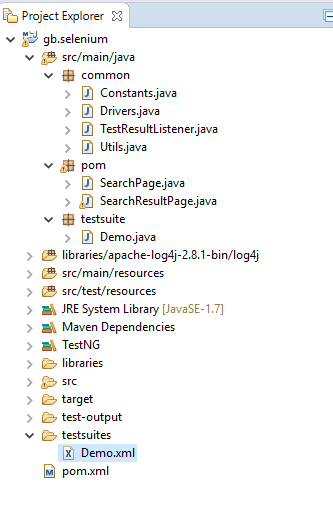 Project Explorer
gb.selenium
src/main/java
common
Constants.java
Drivers.java
TestResultListener.java
Utils.java
pom
SearchPage.java
SearchResultPage.java
testsuite
Demo.java
libraries/apache-log4j-2.8.1-bin/log4j
src/main/resources
src/test/resources
JRE System Library [JavaSE-1.7]
Maven Dependencies
TestNG
libraries
src
target
test-output
testsuites
Demo.xml
pom.xml